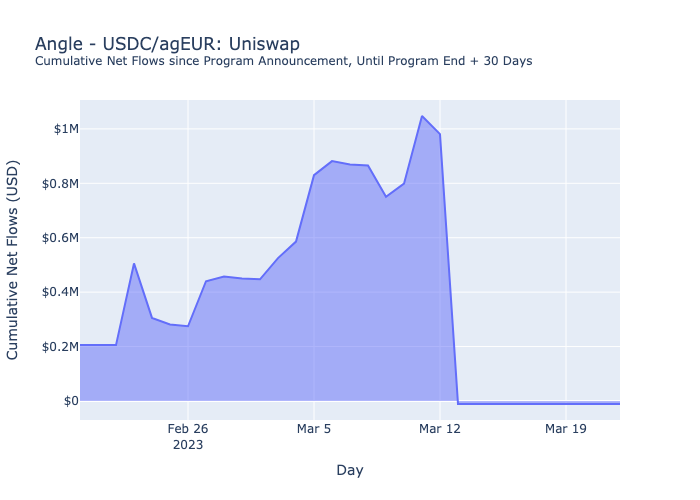 Angle - USDC/agEUR: Uniswap
Cumulative Net Flows since Program Announcement, Until Program End + 30 Days
Cumulative Net Flows (USD)
$1M
$0.8M
$0.6M
$0.4M
$0.2M
$0
Feb 26
2023
Mar 5
Mar 12
Mar 19
Day